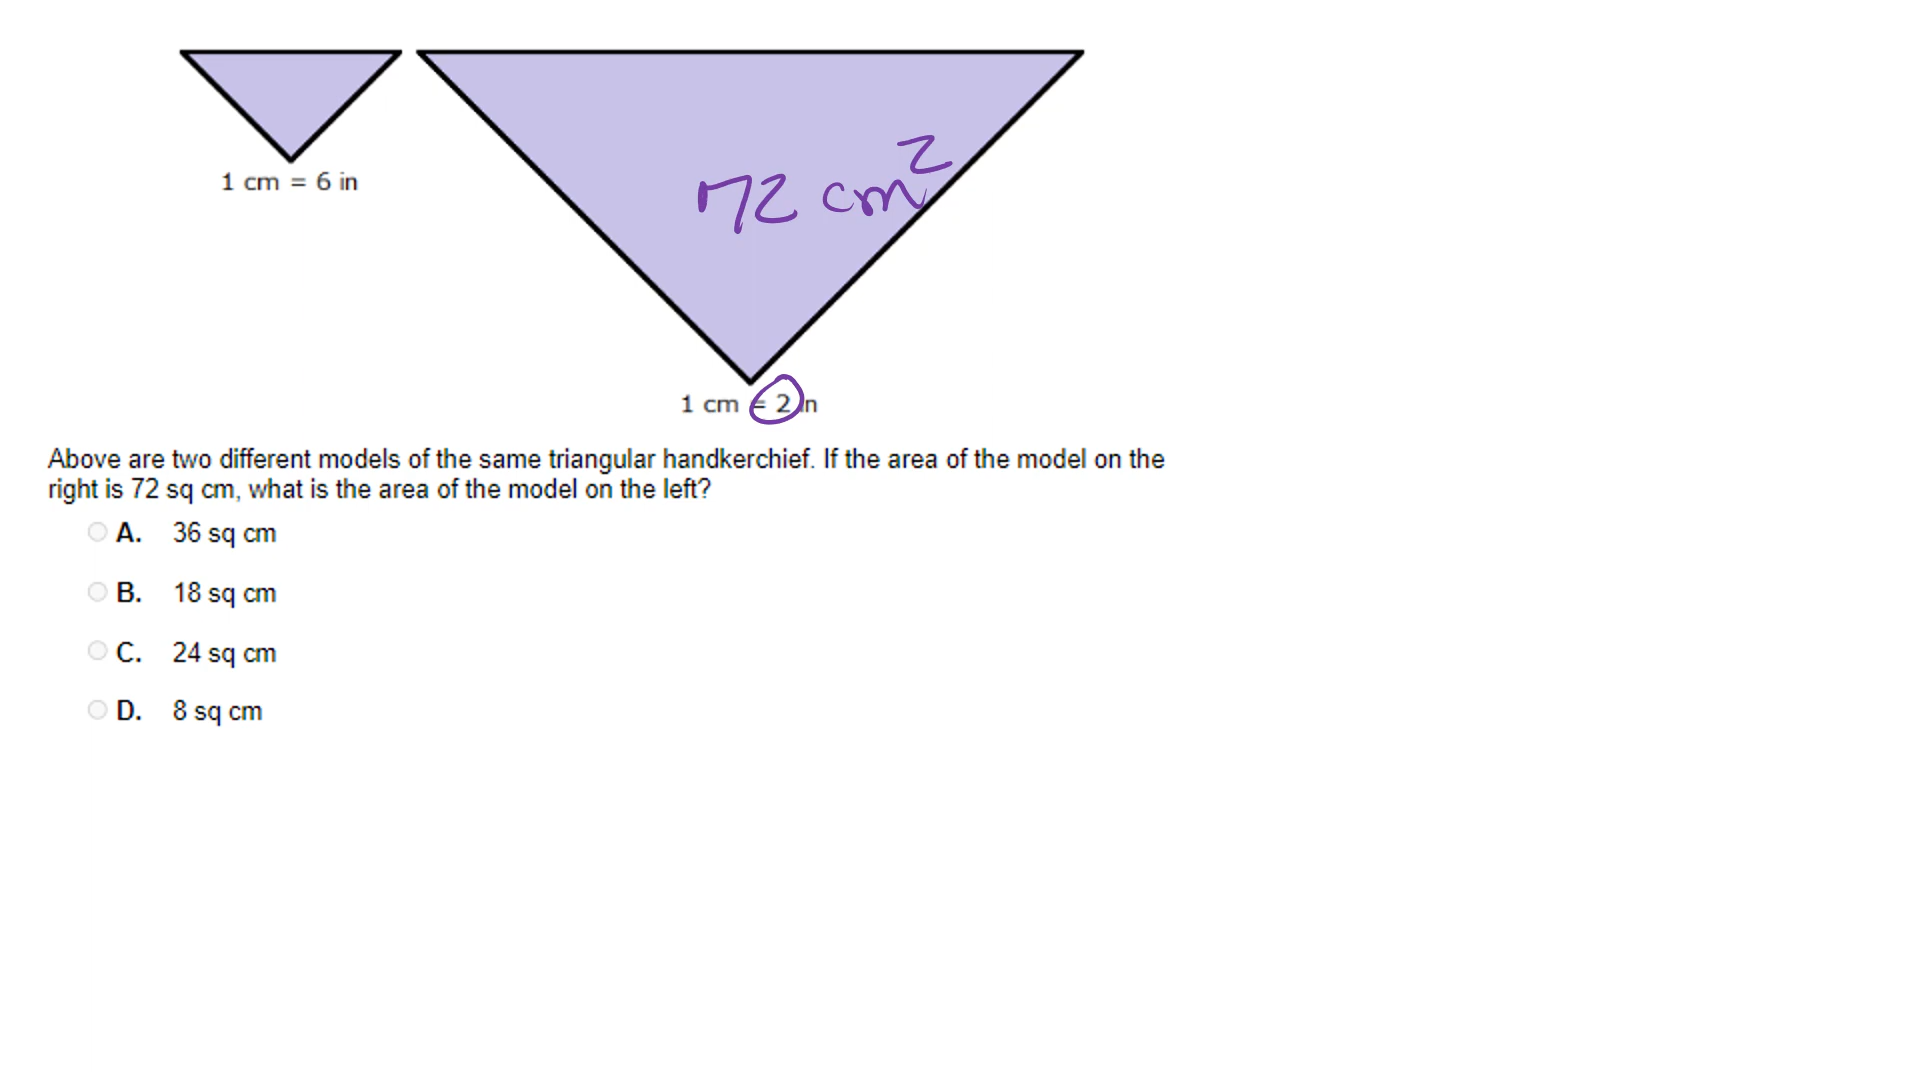 72 cm²
1 cm = 6 in
1 cm = 2 in
Above are two different models of the same triangular handkerchief. If the area of the model on the
right is 72 sq cm, what is the area of the model on the left?
A. 36 sq cm
B. 18 sq cm
C. 24 sq cm
D. 8 sq cm